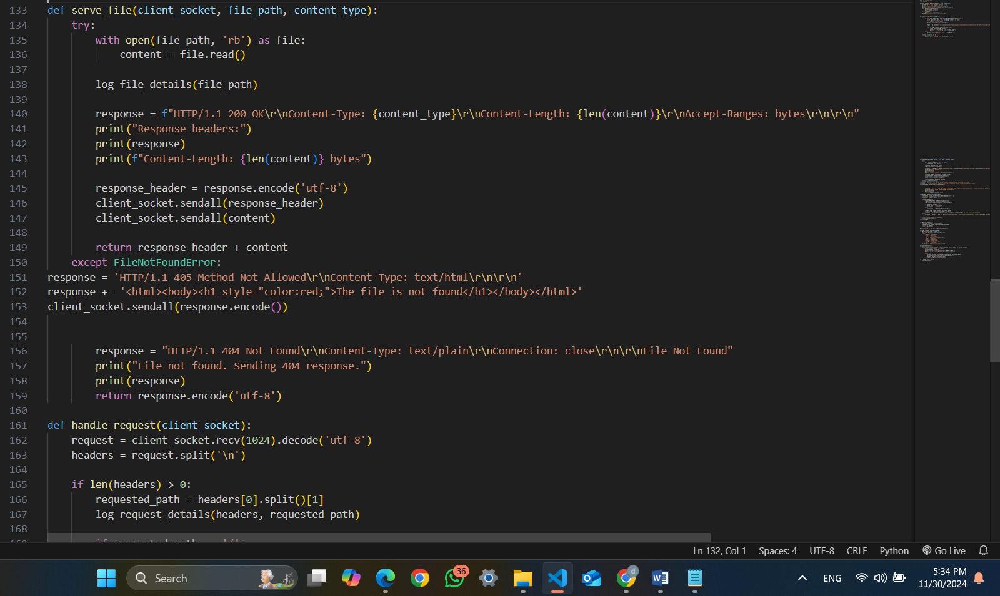 133 def serve_file(client_socket, file_path, content_type):
134     try:
135         with open(file_path, 'rb') as file:
136             content = file.read()
137
138         log_file_details(file_path)
139
140         response = f"HTTP/1.1 200 OK\r\nContent-Type: {content_type}\r\nContent-Length: {len(content)}\r\nAccept-Ranges: bytes\r\n\r\n"
141         print("Response headers:")
142         print(response)
143         print(f"Content-Length: {len(content)} bytes")
144
145         response_header = response.encode('utf-8')
146         client_socket.sendall(response_header)
147         client_socket.sendall(content)
148
149         return response_header + content
150     except FileNotFoundError:
151 response = 'HTTP/1.1 405 Method Not Allowed\r\nContent-Type: text/html\r\n\r\n'
152 response += '<html><body><h1 style="color:red;">The file is not found</h1></body></html>'
153 client_socket.sendall(response.encode())
154
155
156         response = "HTTP/1.1 404 Not Found\r\nContent-Type: text/plain\r\nConnection: close\r\n\r\nFile Not Found"
157         print("File not found. Sending 404 response.")
158         print(response)
159         return response.encode('utf-8')
160
161 def handle_request(client_socket):
162     request = client_socket.recv(1024).decode('utf-8')
163     headers = request.split('\n')
164
165     if len(headers) > 0:
166         requested_path = headers[0].split()[1]
167         log_request_details(headers, requested_path)
168
Ln 132, Col 1 Spaces: 4 UTF-8 CRLF Python Go Live
Search 36 d ENG 5:34 PM
11/30/2024